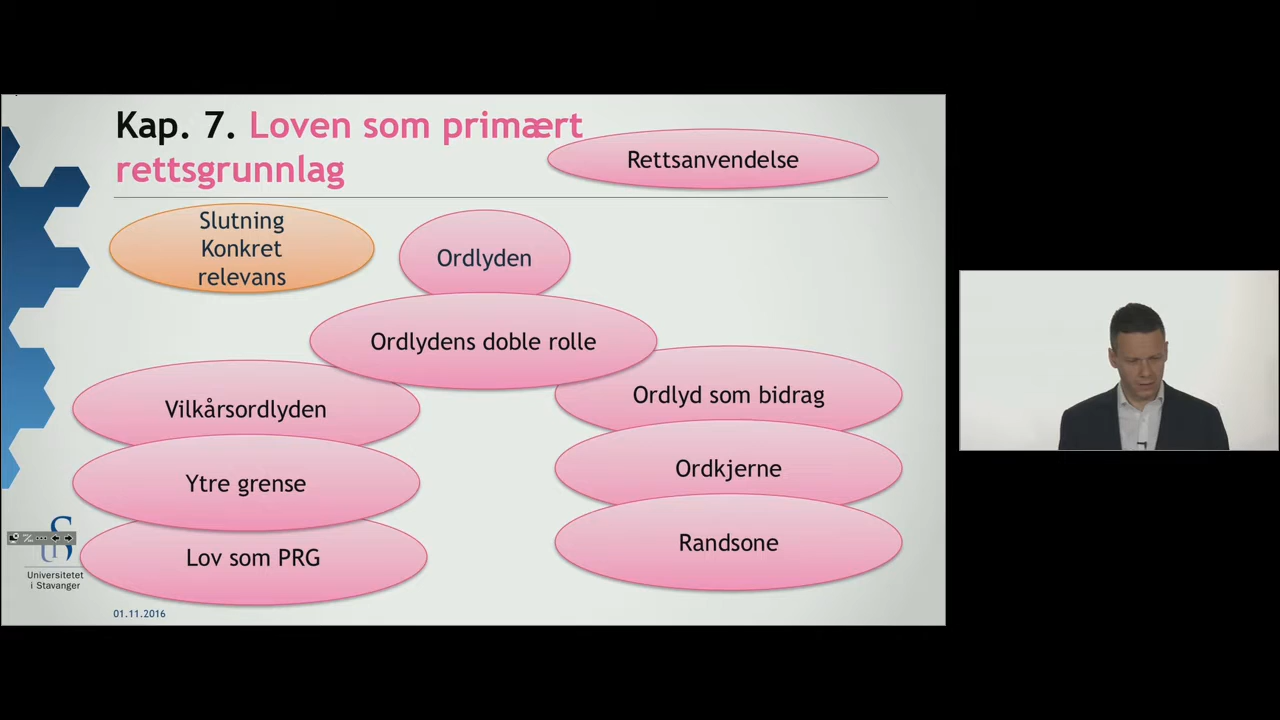 Kap. 7. Loven som primært
rettsgrunnlag
Rettsanvendelse
Slutning
Konkret
relevans
Ordlyden
Ordlydens doble rolle
Vilkårsordlyden
Ordlyd som bidrag
Ytre grense
Ordkjerne
Lov som PRG
Randsone
Universitetet
i Stavanger
01.11.2016